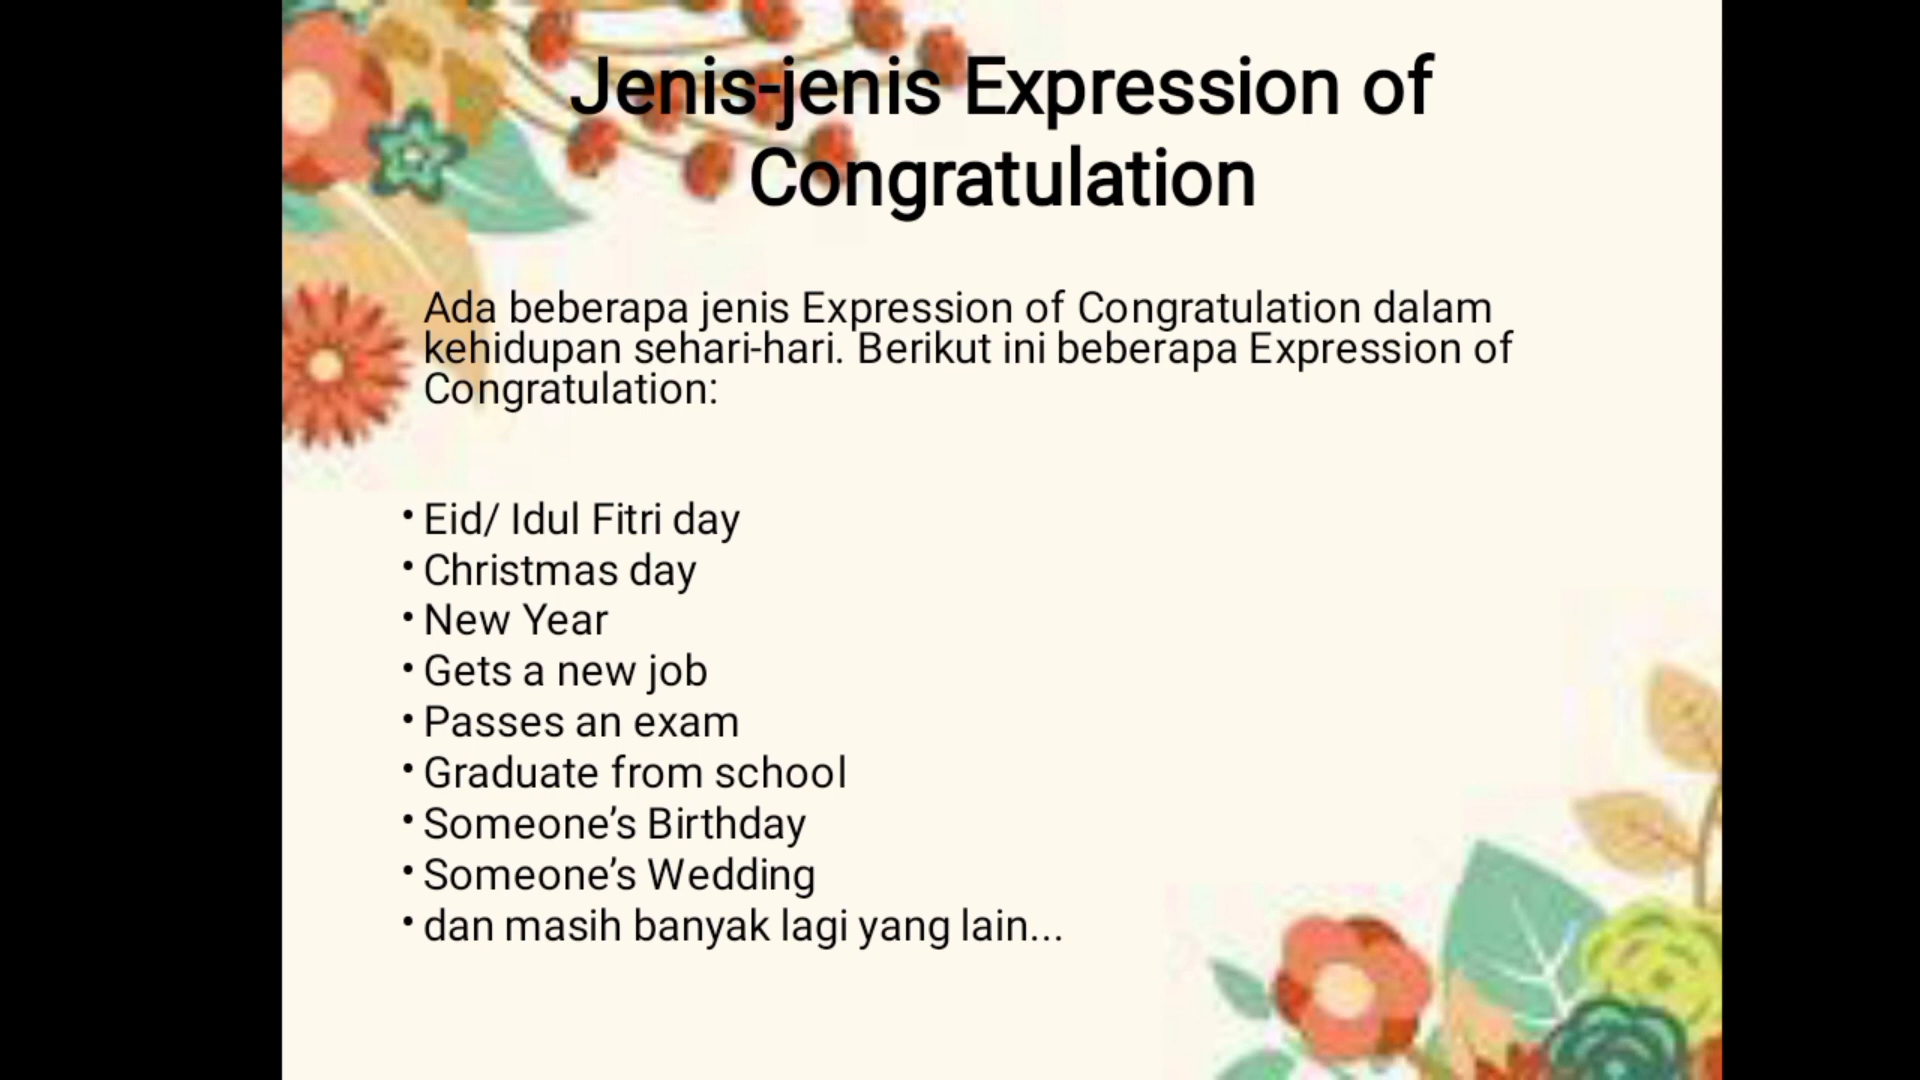 Jenis-jenis Expression of
Congratulation
Ada beberapa jenis Expression of Congratulation dalam
kehidupan sehari-hari. Berikut ini beberapa Expression of
Congratulation:
• Eid/ Idul Fitri day
• Christmas day
• New Year
• Gets a new job
• Passes an exam
• Graduate from school
• Someone’s Birthday
• Someone’s Wedding
• dan masih banyak lagi yang lain...